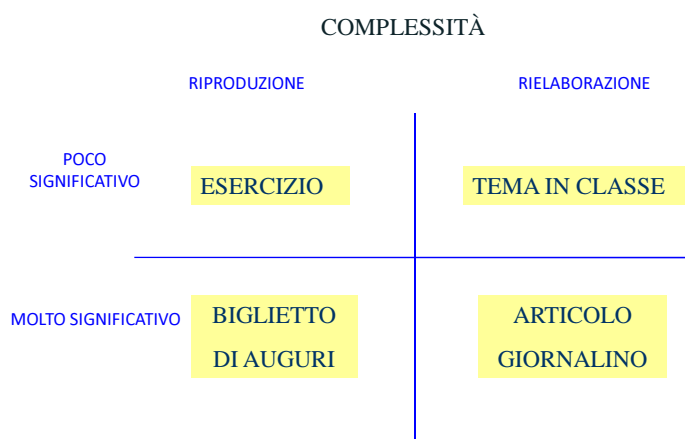 COMPLESSITÀ
RIPRODUZIONE
RIELABORAZIONE
POCO
SIGNIFICATIVO
ESERCIZIO
TEMA IN CLASSE
MOLTO SIGNIFICATIVO
BIGLIETTO
DI AUGURI
ARTICOLO
GIORNALINO